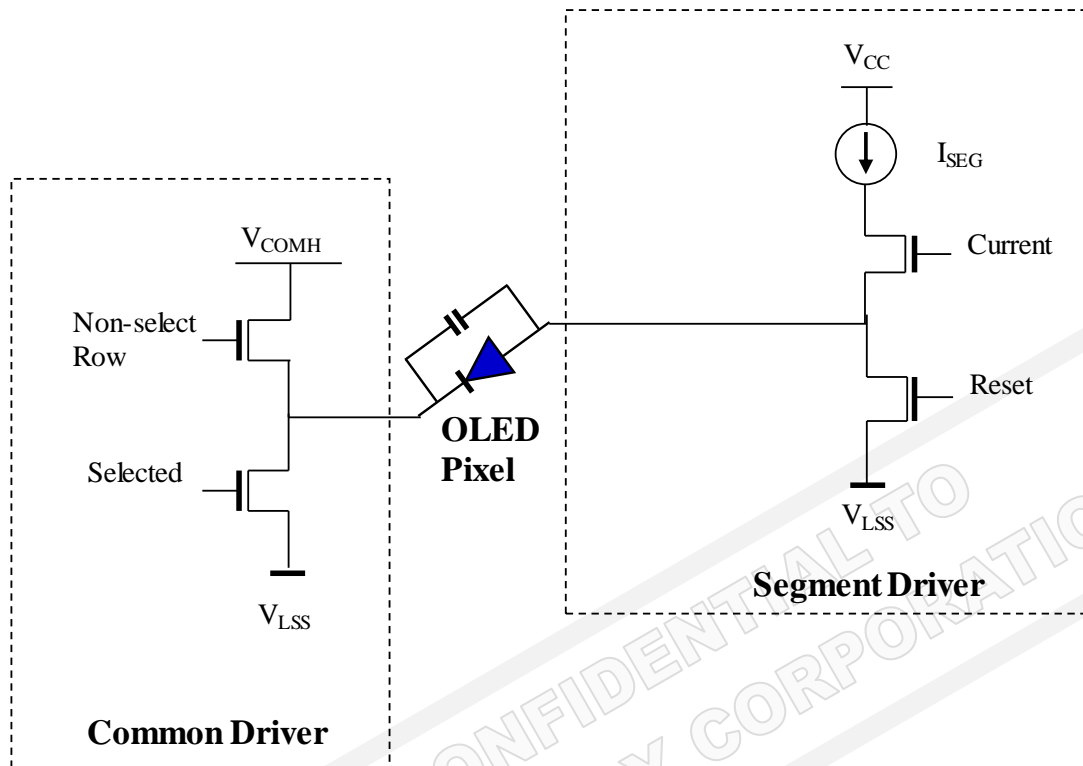 V_CC
I_SEG
V_COMH
Current
Non-select
Row
Reset
OLED
Pixel
Selected
V_LSS
Segment Driver
V_LSS
Common Driver
CONFIDENTIAL TO
CORPORATIO